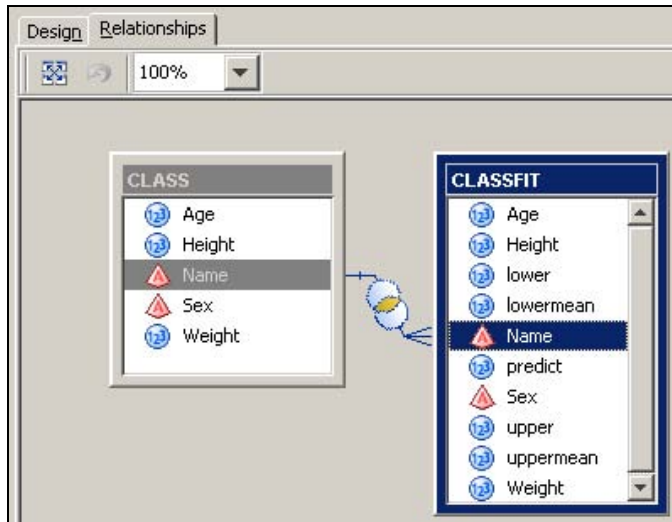 Design Relationships
100%
CLASS
Age
Height
Name
Sex
Weight
CLASSFIT
Age
Height
lower
lowermean
Name
predict
Sex
upper
uppermean
Weight